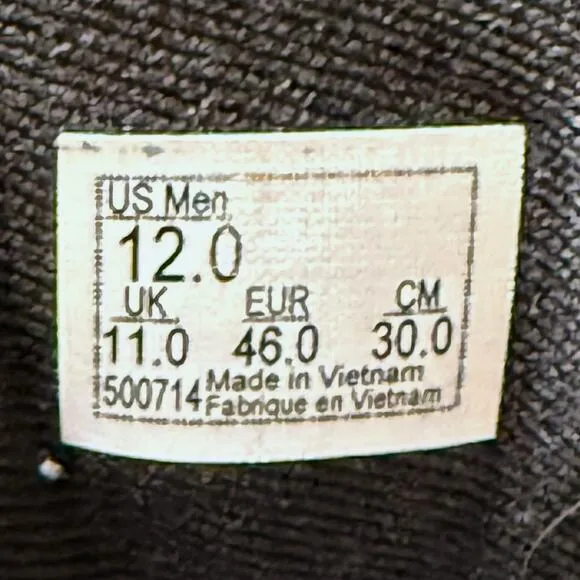 US Men
12.0
UK EUR CM
11.0 46.0 30.0
500714 Made in Vietnam
Fabrique en Vietnam